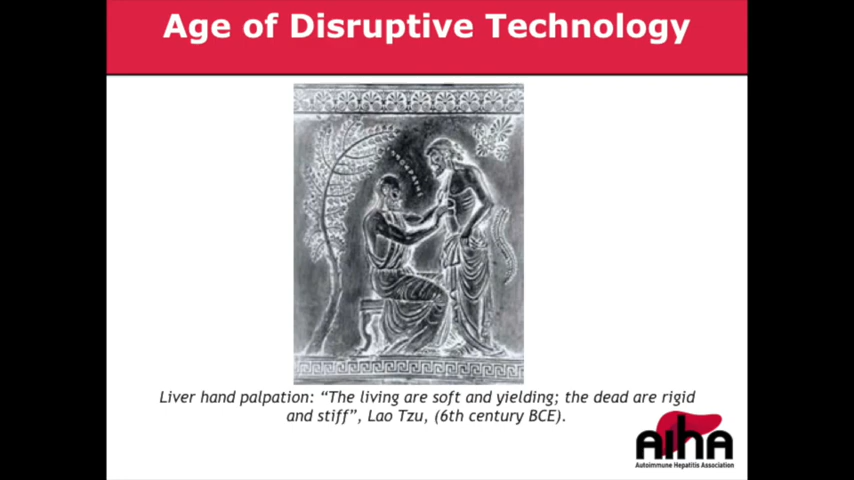 Age of Disruptive Technology
Liver hand palpation: “The living are soft and yielding; the dead are rigid
and stiff”, Lao Tzu, (6th century BCE).
AIHA
Autoimmune Hepatitis Association